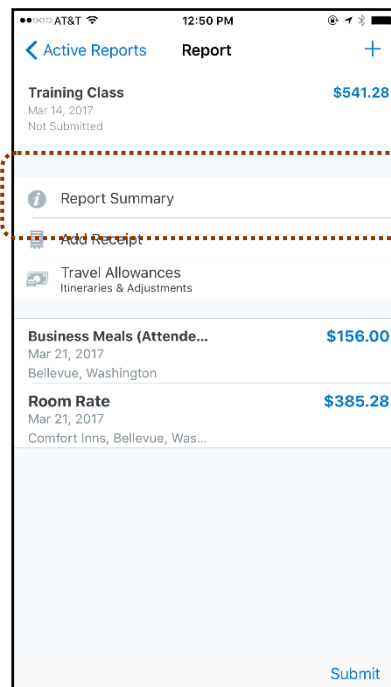 AT&T 12:50 PM
Active Reports Report +
Training Class $541.28
Mar 14, 2017
Not Submitted
Report Summary
Add Receipt
Travel Allowances
Itineraries & Adjustments
Business Meals (Attende... $156.00
Mar 21, 2017
Bellevue, Washington
Room Rate $385.28
Mar 21, 2017
Comfort Inns, Bellevue, Was...
Submit